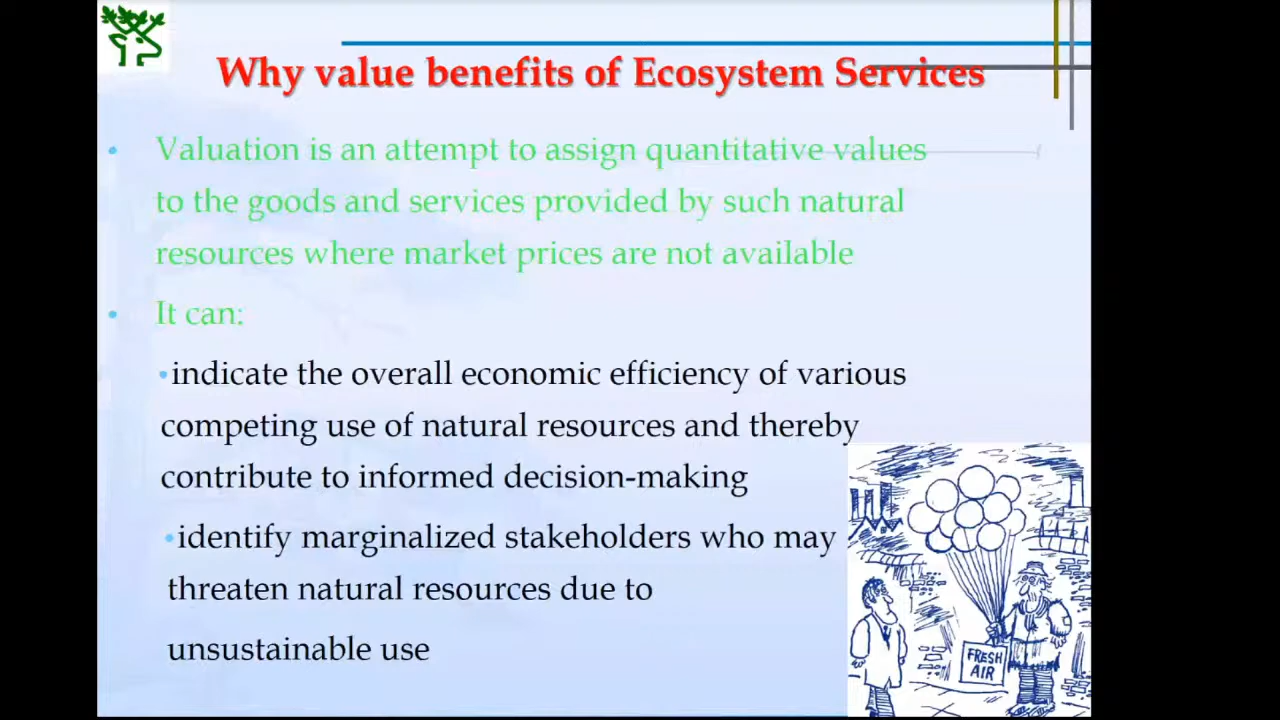 Why value benefits of Ecosystem Services
• Valuation is an attempt to assign quantitative values
to the goods and services provided by such natural
resources where market prices are not available
• It can:
•indicate the overall economic efficiency of various
competing use of natural resources and thereby
contribute to informed decision-making
•identify marginalized stakeholders who may
threaten natural resources due to
unsustainable use
FRESH
AIR